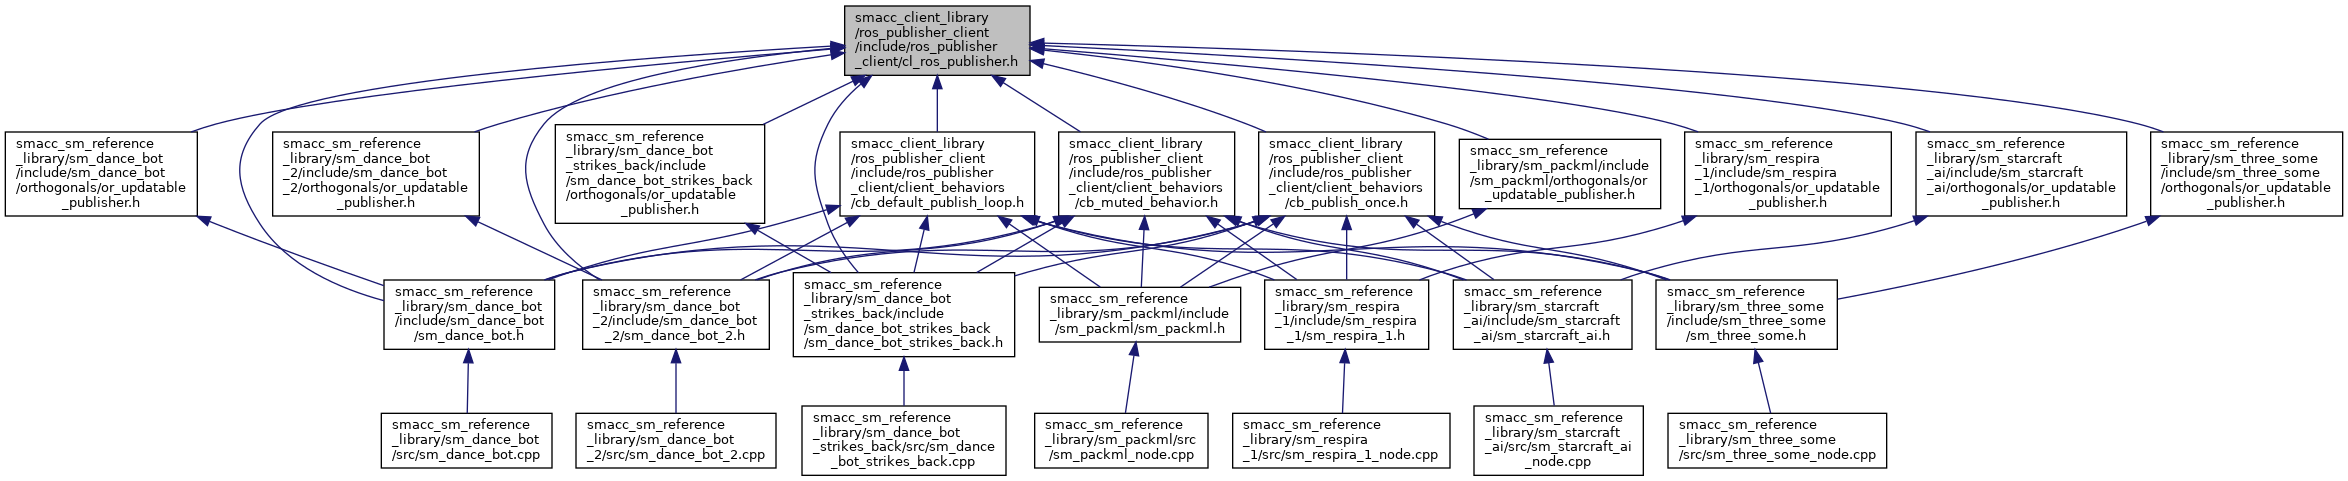 smacc_client_library
/ros_publisher_client
/include/ros_publisher
_client/cl_ros_publisher.h
smacc_sm_reference
_library/sm_dance_bot
/include/sm_dance_bot
/orthogonals/or_updatable
_publisher.h
smacc_sm_reference
_library/sm_dance_bot
_2/include/sm_dance_bot
_2/orthogonals/or_updatable
_publisher.h
smacc_sm_reference
_library/sm_dance_bot
_strikes_back/include
/sm_dance_bot_strikes_back
/orthogonals/or_updatable
_publisher.h
smacc_client_library
/ros_publisher_client
/include/ros_publisher
_client/client_behaviors
/cb_default_publish_loop.h
smacc_client_library
/ros_publisher_client
/include/ros_publisher
_client/client_behaviors
/cb_muted_behavior.h
smacc_client_library
/ros_publisher_client
/include/ros_publisher
_client/client_behaviors
/cb_publish_once.h
smacc_sm_reference
_library/sm_packml/include
/sm_packml/orthogonals/or
_updatable_publisher.h
smacc_sm_reference
_library/sm_respira
_1/include/sm_respira
_1/orthogonals/or_updatable
_publisher.h
smacc_sm_reference
_library/sm_starcraft
_ai/include/sm_starcraft
_ai/orthogonals/or_updatable
_publisher.h
smacc_sm_reference
_library/sm_three_some
/include/sm_three_some
/orthogonals/or_updatable
_publisher.h
smacc_sm_reference
_library/sm_dance_bot
/include/sm_dance_bot
/sm_dance_bot.h
smacc_sm_reference
_library/sm_dance_bot
_2/include/sm_dance_bot
_2/sm_dance_bot_2.h
smacc_sm_reference
_library/sm_dance_bot
_strikes_back/include
/sm_dance_bot_strikes_back
/sm_dance_bot_strikes_back.h
smacc_sm_reference
_library/sm_packml/include
/sm_packml/sm_packml.h
smacc_sm_reference
_library/sm_respira
_1/include/sm_respira
_1/sm_respira_1.h
smacc_sm_reference
_library/sm_starcraft
_ai/include/sm_starcraft
_ai/sm_starcraft_ai.h
smacc_sm_reference
_library/sm_three_some
/include/sm_three_some
/sm_three_some.h
smacc_sm_reference
_library/sm_dance_bot
/src/sm_dance_bot.cpp
smacc_sm_reference
_library/sm_dance_bot
_2/src/sm_dance_bot_2.cpp
smacc_sm_reference
_library/sm_dance_bot
_strikes_back/src/sm_dance
_bot_strikes_back.cpp
smacc_sm_reference
_library/sm_packml/src
/sm_packml_node.cpp
smacc_sm_reference
_library/sm_respira
_1/src/sm_respira_1_node.cpp
smacc_sm_reference
_library/sm_starcraft
_ai/src/sm_starcraft_ai
_node.cpp
smacc_sm_reference
_library/sm_three_some
/src/sm_three_some_node.cpp